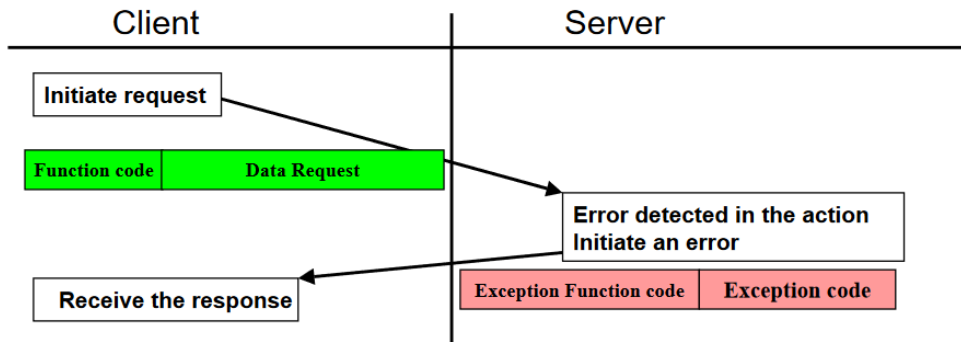 Client
Server
Initiate request
Function code
Data Request
Error detected in the action
Initiate an error
Receive the response
Exception Function code
Exception code